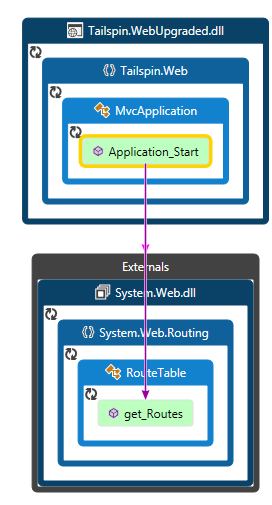 Tailspin.WebUpgraded.dll
Tailspin.Web
MvcApplication
Application_Start
Externals
System.Web.dll
System.Web.Routing
RouteTable
get_Routes